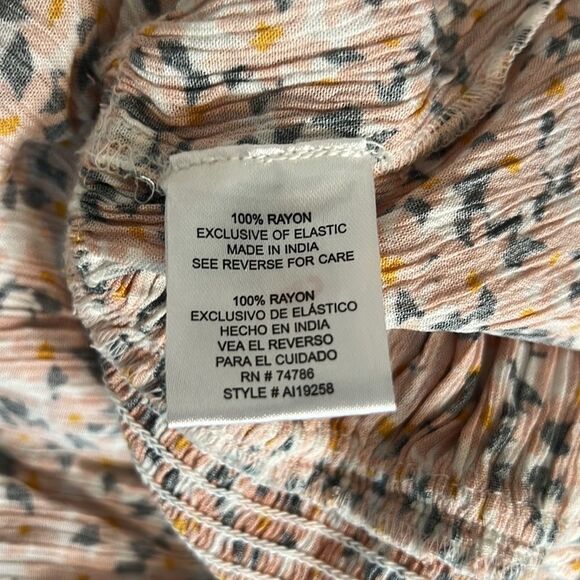 100% RAYON
EXCLUSIVE OF ELASTIC
MADE IN INDIA
SEE REVERSE FOR CARE
100% RAYON
EXCLUSIVO DE ELÁSTICO
HECHO EN INDIA
VEA EL REVERSO
PARA EL CUIDADO
RN # 74786
STYLE # AI19258